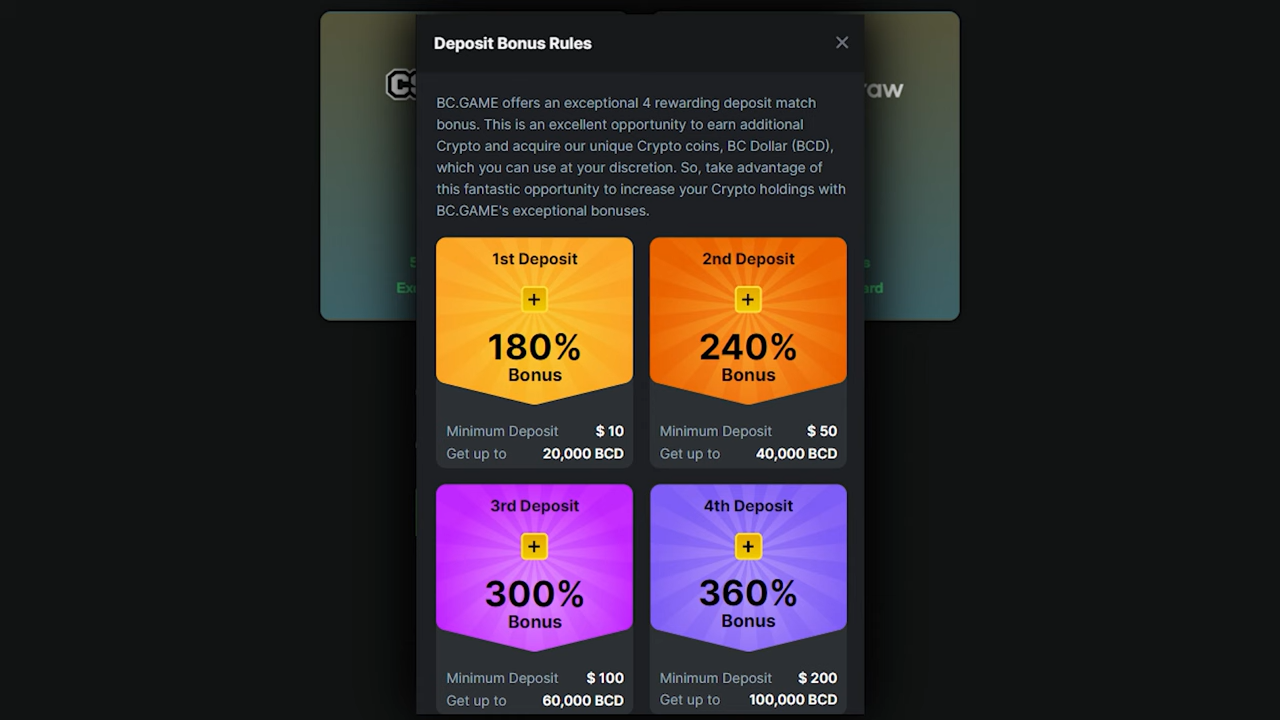 Deposit Bonus Rules
BC.GAME offers an exceptional 4 rewarding deposit match
bonus. This is an excellent opportunity to earn additional
Crypto and acquire our unique Crypto coins, BC Dollar (BCD),
which you can use at your discretion. So, take advantage of
this fantastic opportunity to increase your Crypto holdings with
BC.GAME's exceptional bonuses.
1st Deposit
+
180%
Bonus
Minimum Deposit $ 10
Get up to 20,000 BCD
2nd Deposit
+
240%
Bonus
Minimum Deposit $ 50
Get up to 40,000 BCD
3rd Deposit
+
300%
Bonus
Minimum Deposit $ 100
Get up to 60,000 BCD
4th Deposit
+
360%
Bonus
Minimum Deposit $ 200
Get up to 100,000 BCD